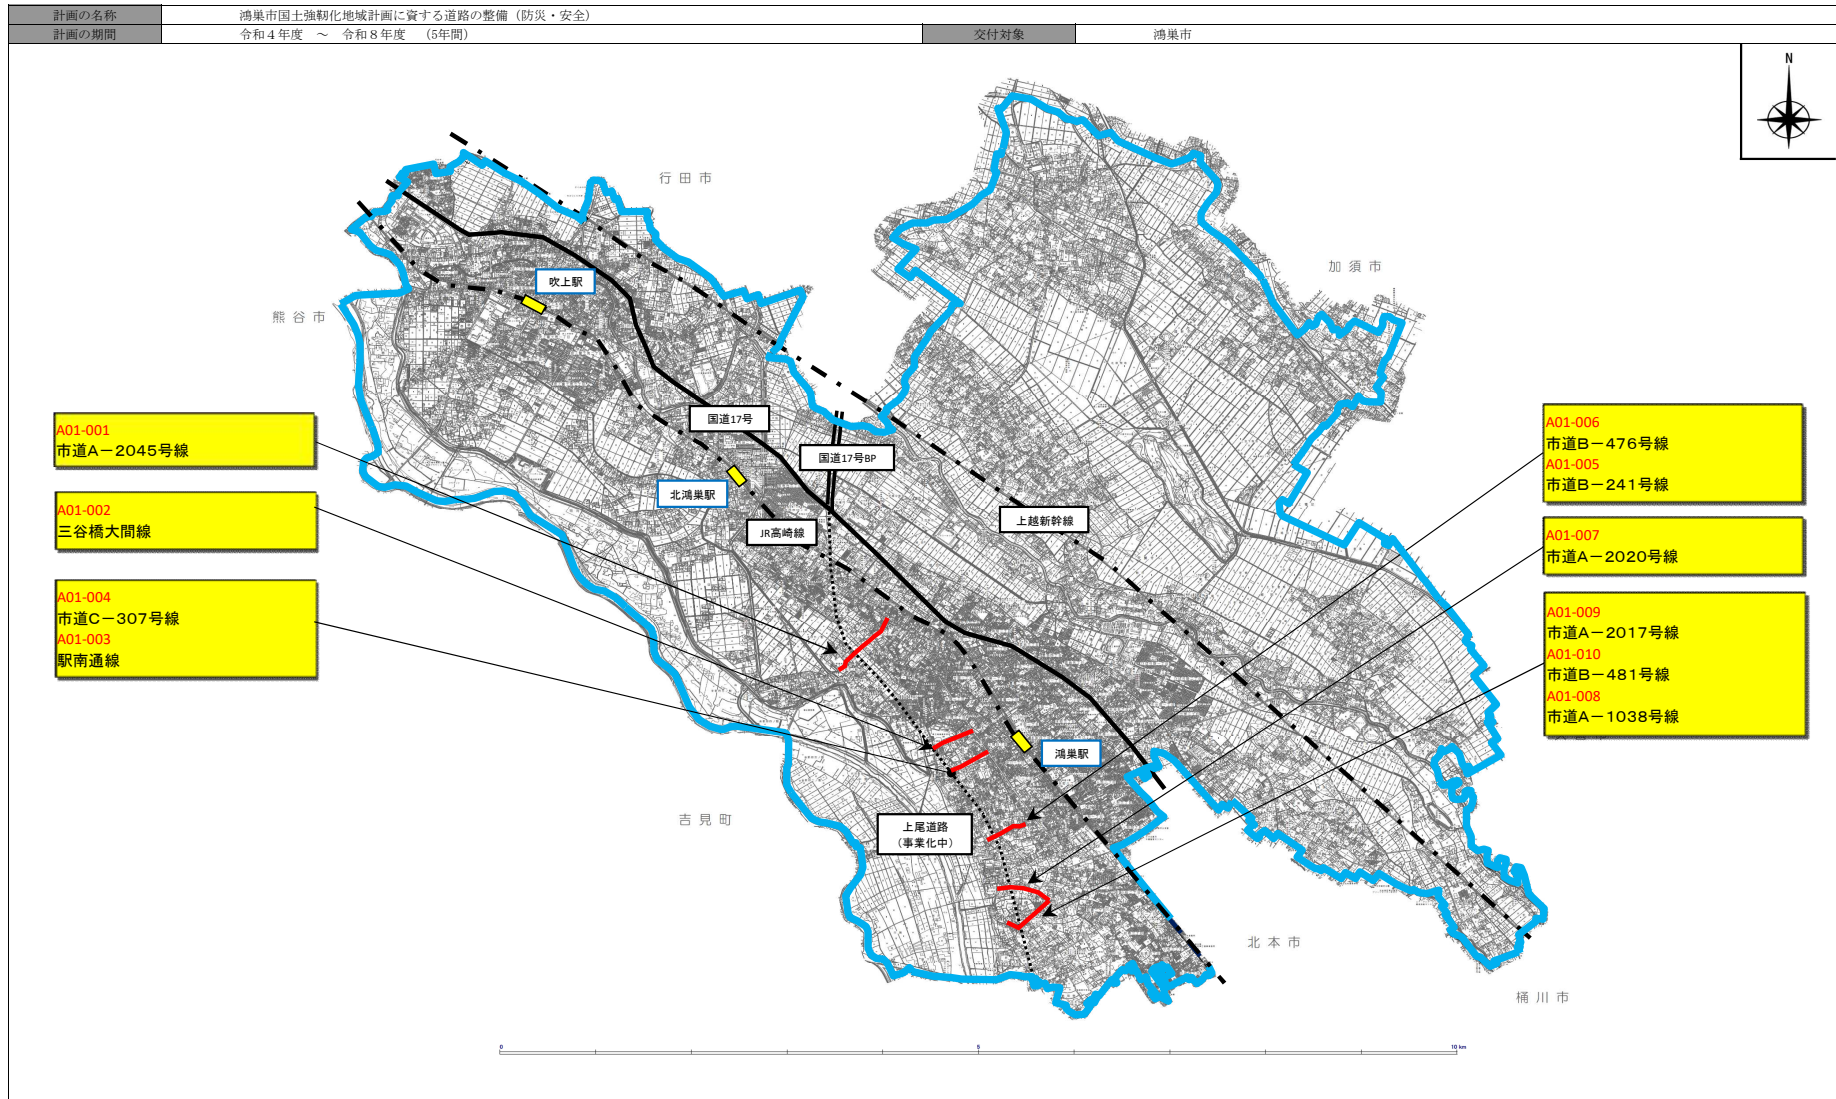 計画の名称 鴻巣市国土強靱化地域計画に資する道路の整備（防災・安全）
計画の期間 令和４年度 ～ 令和８年度 （5年間） 交付対象 鴻巣市
N
行田市
加須市
熊谷市
吹上駅
国道17号
国道17号BP
北鴻巣駅
JR高崎線
上越新幹線
A01-001
市道A－2045号線
A01-002
三谷橋大間線
A01-004
市道C－307号線
A01-003
駅南通線
A01-006
市道B－476号線
A01-005
市道B－241号線
A01-007
市道A－2020号線
A01-009
市道A－2017号線
A01-010
市道B－481号線
A01-008
市道A－1038号線
鴻巣駅
吉見町
上尾道路
（事業化中）
北本市
桶川市
0 5 10 km